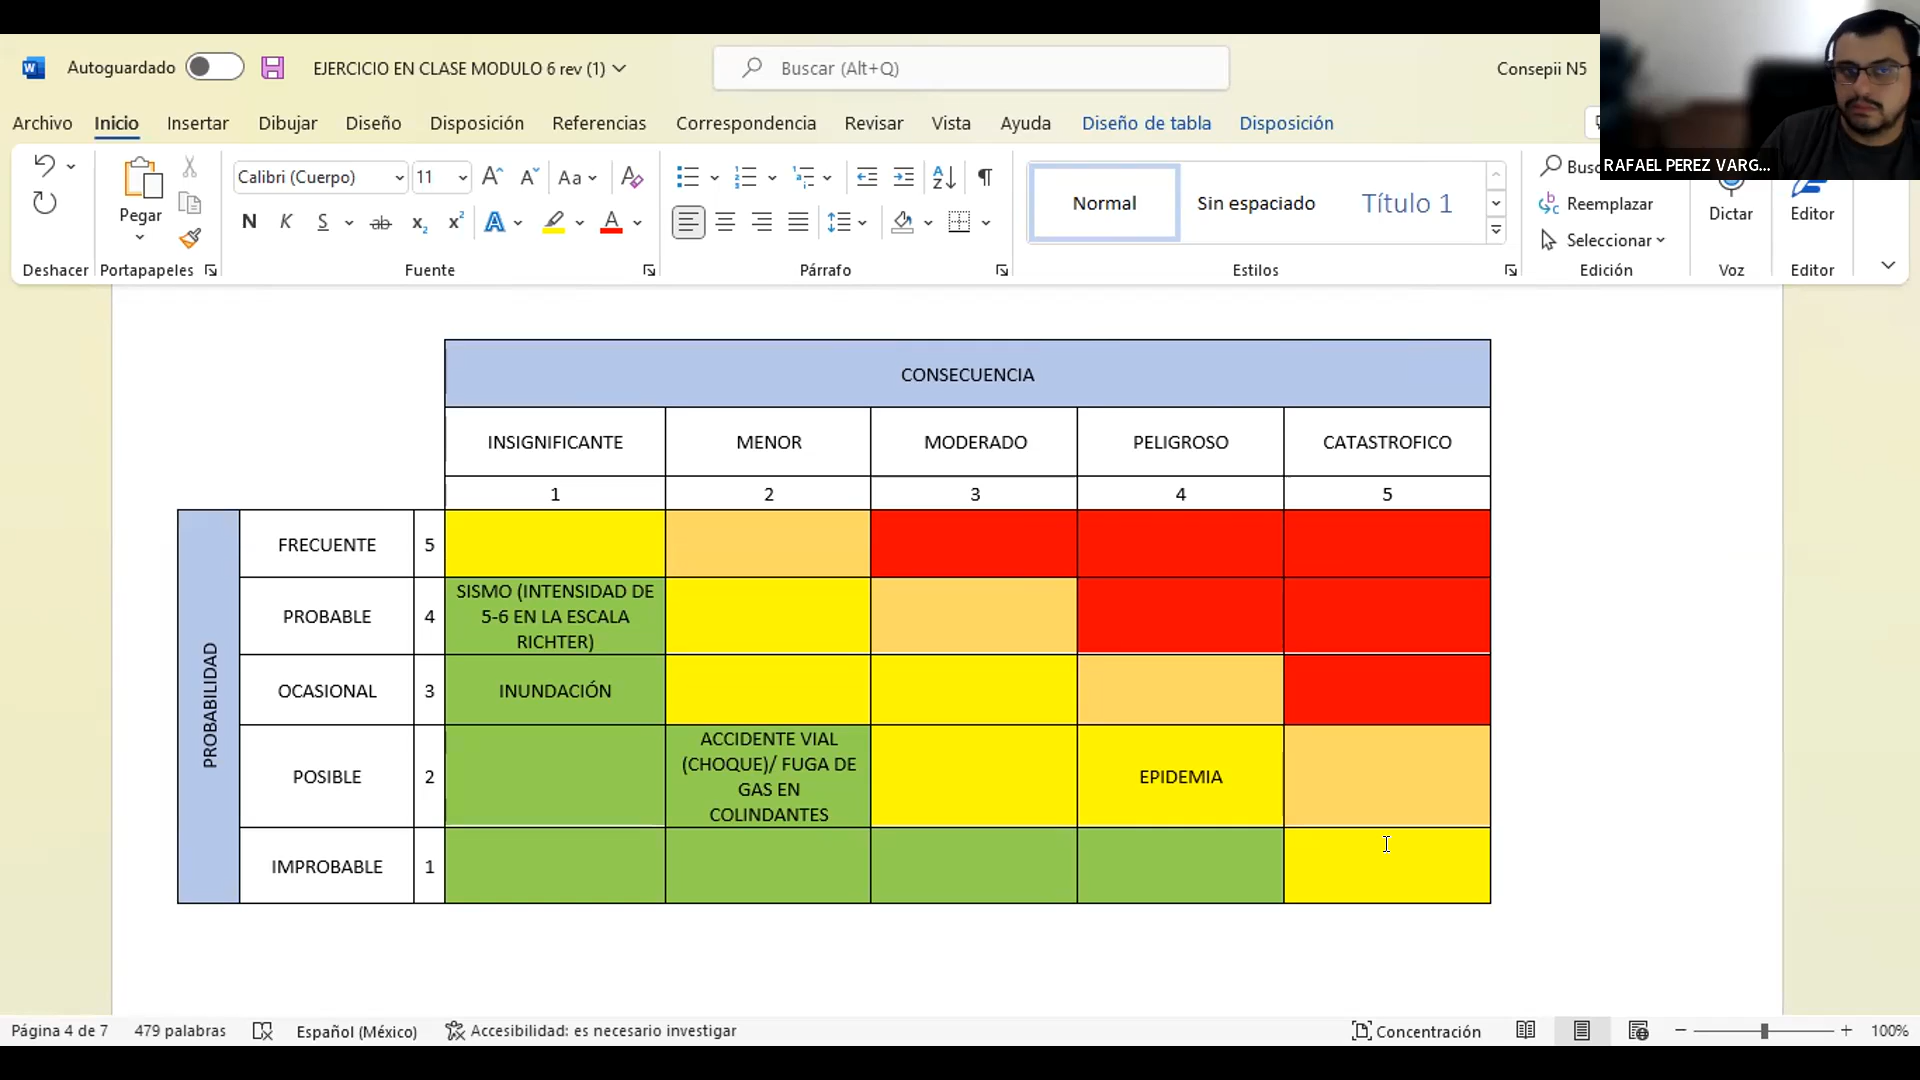 Autoguardado
EJERCICIO EN CLASE MODULO 6 rev (1)
Buscar (Alt+Q)
Consepii N5
RAFAEL PEREZ VARG...
Archivo Inicio Insertar Dibujar Diseño Disposición Referencias Correspondencia Revisar Vista Ayuda Diseño de tabla Disposición
Pegar
Calibri (Cuerpo) 11
Normal
Sin espaciado
Título 1
Reemplazar
Seleccionar
Dictar
Editor
Deshacer Portapapeles Fuente Párrafo Estilos Edición Voz Editor
CONSECUENCIA
INSIGNIFICANTE MENOR MODERADO PELIGROSO CATASTROFICO
1 2 3 4 5
PROBABILIDAD
FRECUENTE 5
PROBABLE 4
SISMO (INTENSIDAD DE
5-6 EN LA ESCALA
RICHTER)
OCASIONAL 3 INUNDACIÓN
POSIBLE 2
ACCIDENTE VIAL
(CHOQUE)/ FUGA DE
GAS EN
COLINDANTES
EPIDEMIA
IMPROBABLE 1
Página 4 de 7 479 palabras Español (México) Accesibilidad: es necesario investigar Concentración 100%